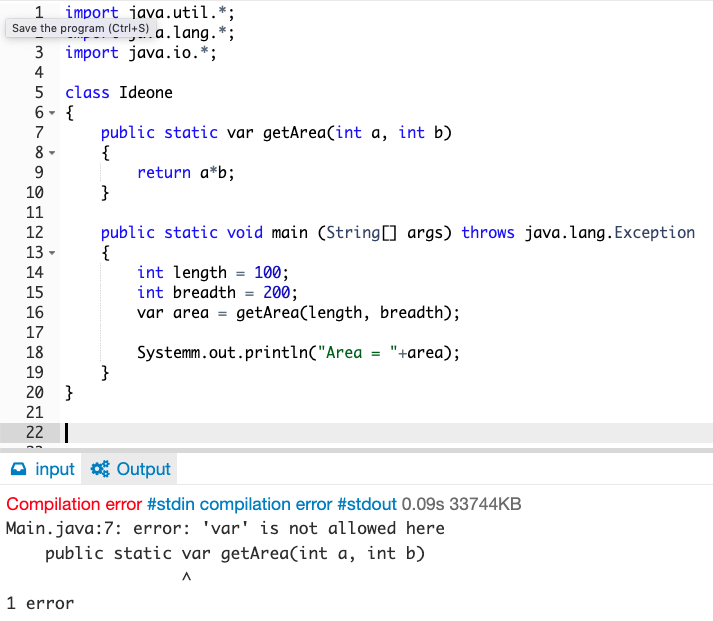 1 import java.util.*;
Save the program (Ctrl+S) a.lang.*;
3 import java.io.*;
4
5 class Ideone
6 {
7 public static var getArea(int a, int b)
8 {
9 return a*b;
10 }
11
12 public static void main (String[] args) throws java.lang.Exception
13 {
14 int length = 100;
15 int breadth = 200;
16 var area = getArea(length, breadth);
17
18 Systemm.out.println("Area = "+area);
19 }
20 }
21
22
input Output
Compilation error #stdin compilation error #stdout 0.09s 33744KB
Main.java:7: error: 'var' is not allowed here
public static var getArea(int a, int b)
^
1 error